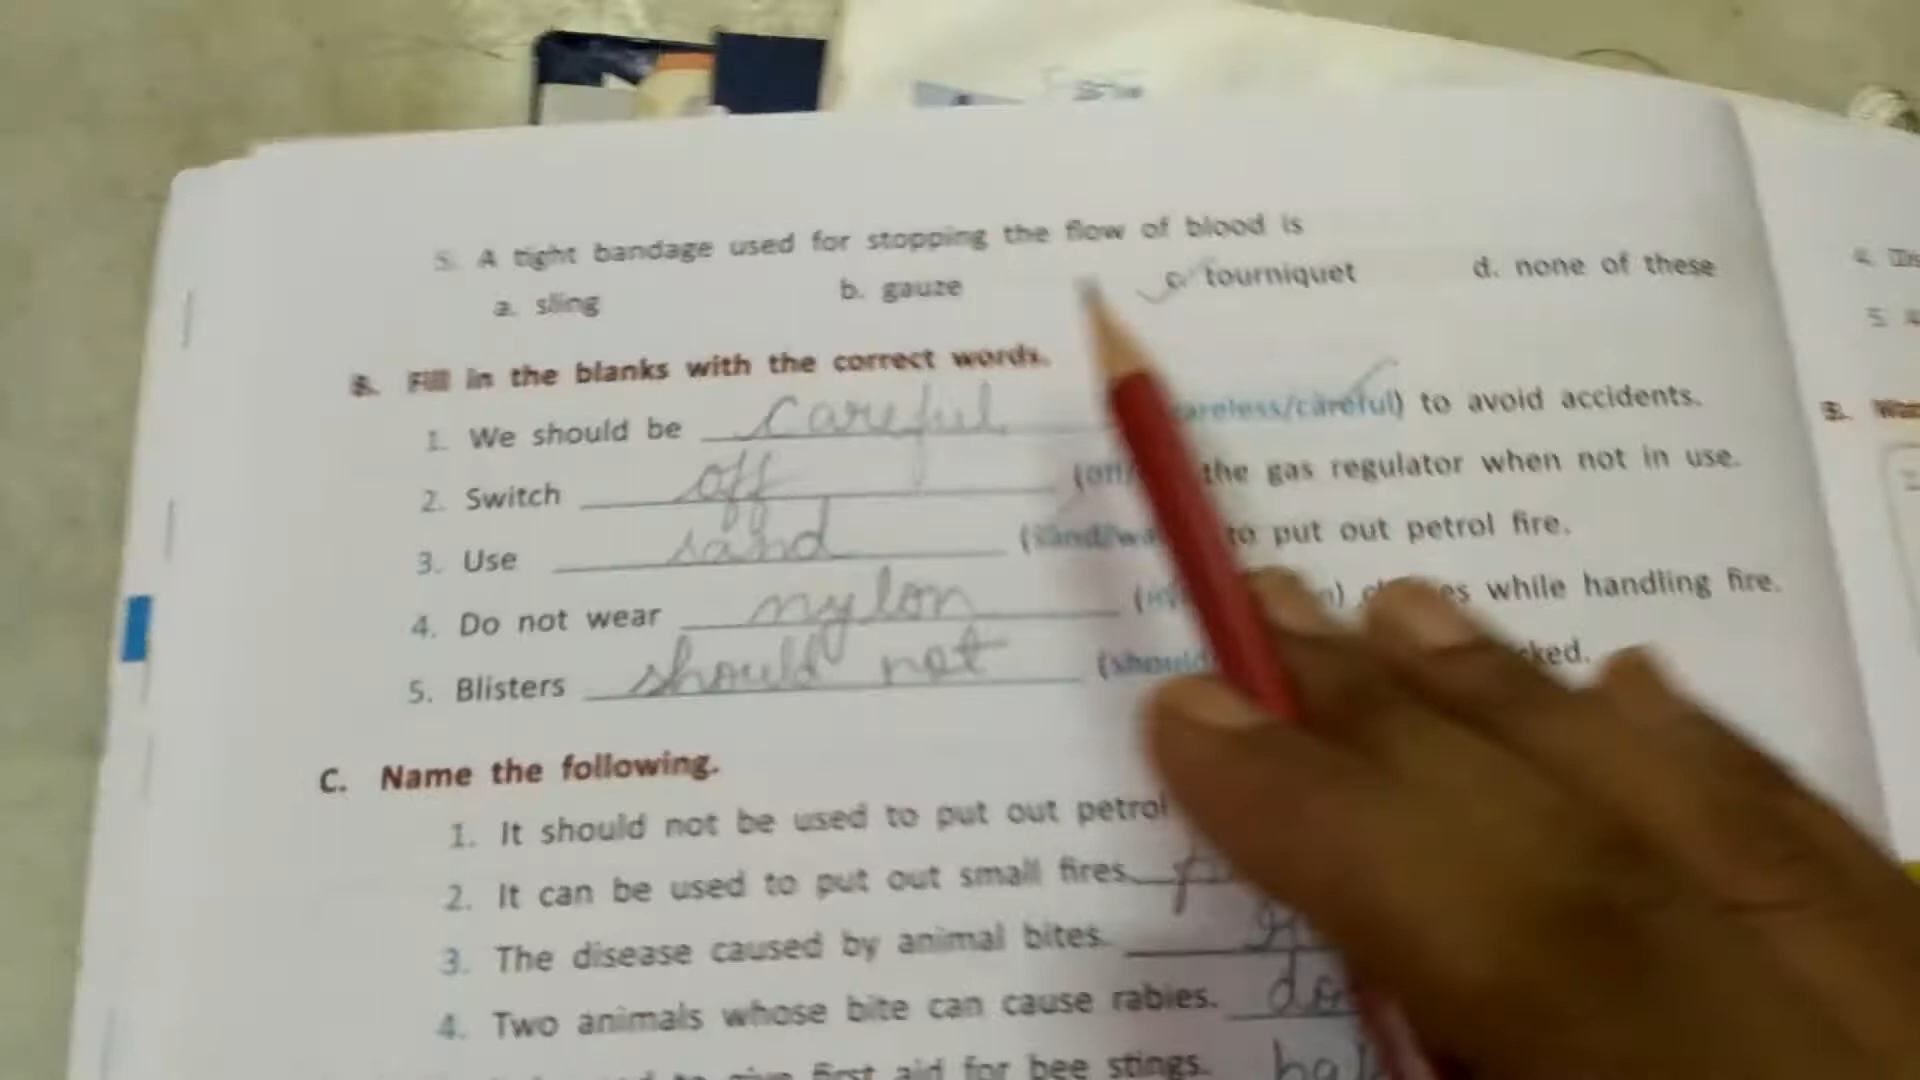 5. A tight bandage used for stopping the flow of blood is
a. sling b. gauze c. tourniquet d. none of these
B. Fill in the blanks with the correct words.
1. We should be careful careless/careful) to avoid accidents.
2. Switch off the gas regulator when not in use.
3. Use sand (sand/wa to put out petrol fire.
4. Do not wear nylon while handling fire.
5. Blisters should not (should
C. Name the following.
1. It should not be used to put out petrol
2. It can be used to put out small fires.
3. The disease caused by animal bites.
4. Two animals whose bite can cause rabies.
to give first aid for bee stings.